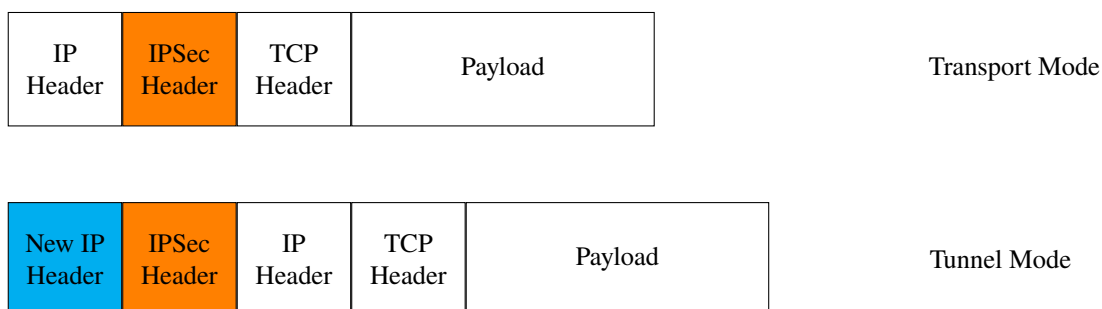 IP
Header
IPSec
Header
TCP
Header
Payload
Transport Mode
New IP
Header
IPSec
Header
IP
Header
TCP
Header
Payload
Tunnel Mode